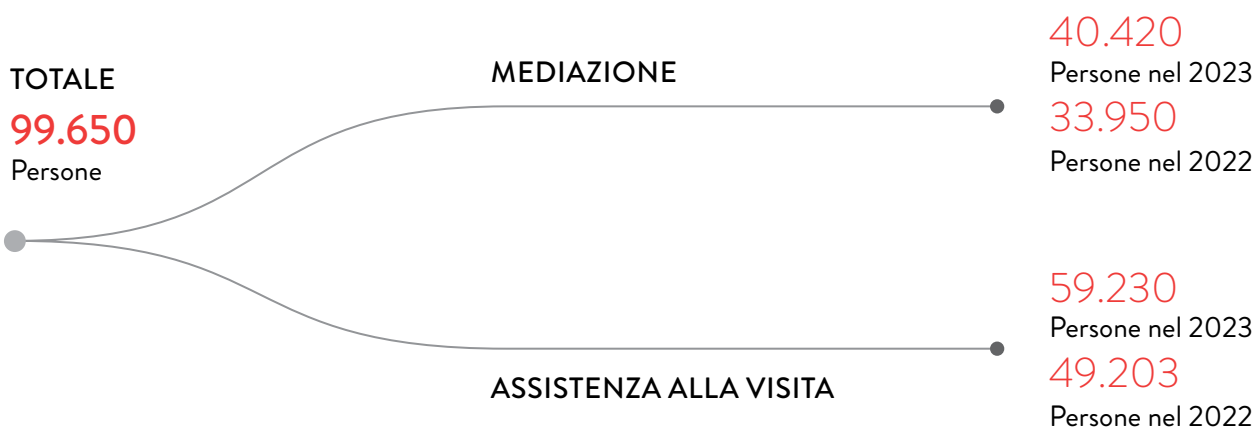 TOTALE
99.650
Persone
MEDIAZIONE
40.420
Persone nel 2023
33.950
Persone nel 2022
ASSISTENZA ALLA VISITA
59.230
Persone nel 2023
49.203
Persone nel 2022